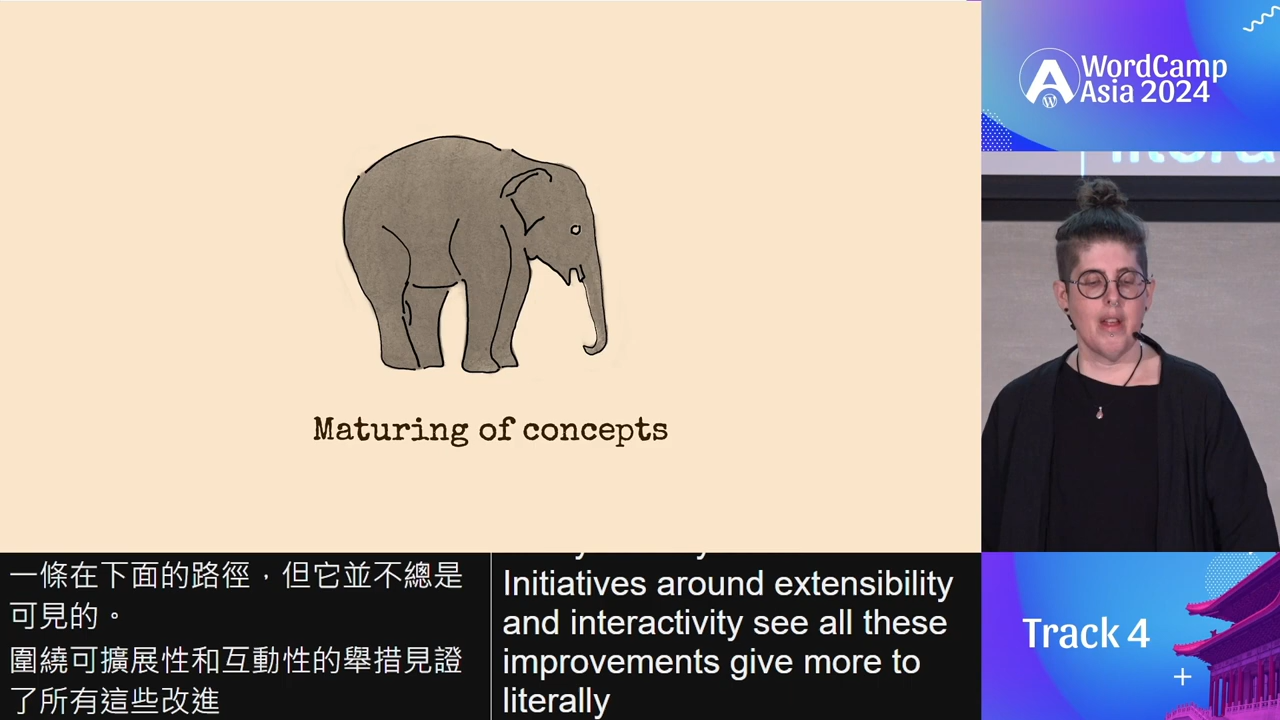 Maturing of concepts
一條在下面的路徑，但它並不總是
可見的。
圍繞可擴展性和互動性的舉措見證
了所有這些改進
Initiatives around extensibility
and interactivity see all these
improvements give more to
literally
WordCamp
Asia 2024
Track 4